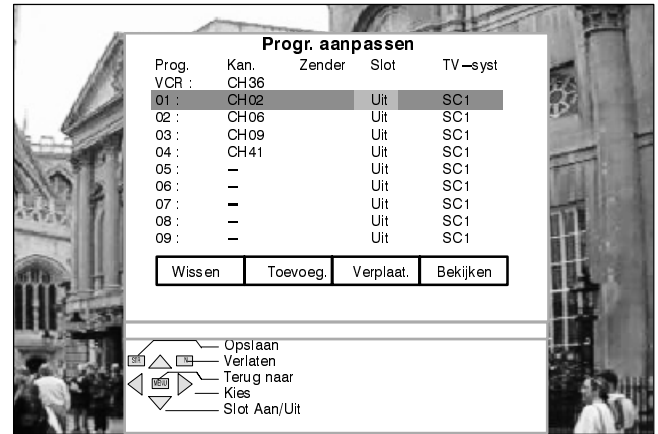 Progr. aanpassen
Prog. Kan. Zender Slot TV—syst
VCR : CH36
01 : CH02 Uit SC1
02 : CH06 Uit SC1
03 : CH09 Uit SC1
04 : CH41 Uit SC1
05 : – Uit SC1
06 : – Uit SC1
07 : – Uit SC1
08 : – Uit SC1
09 : – Uit SC1
Wissen Toevoeg. Verplaat. Bekijken
Opslaan
STR Verlaten
MENU Terug naar
Kies
Slot Aan/Uit